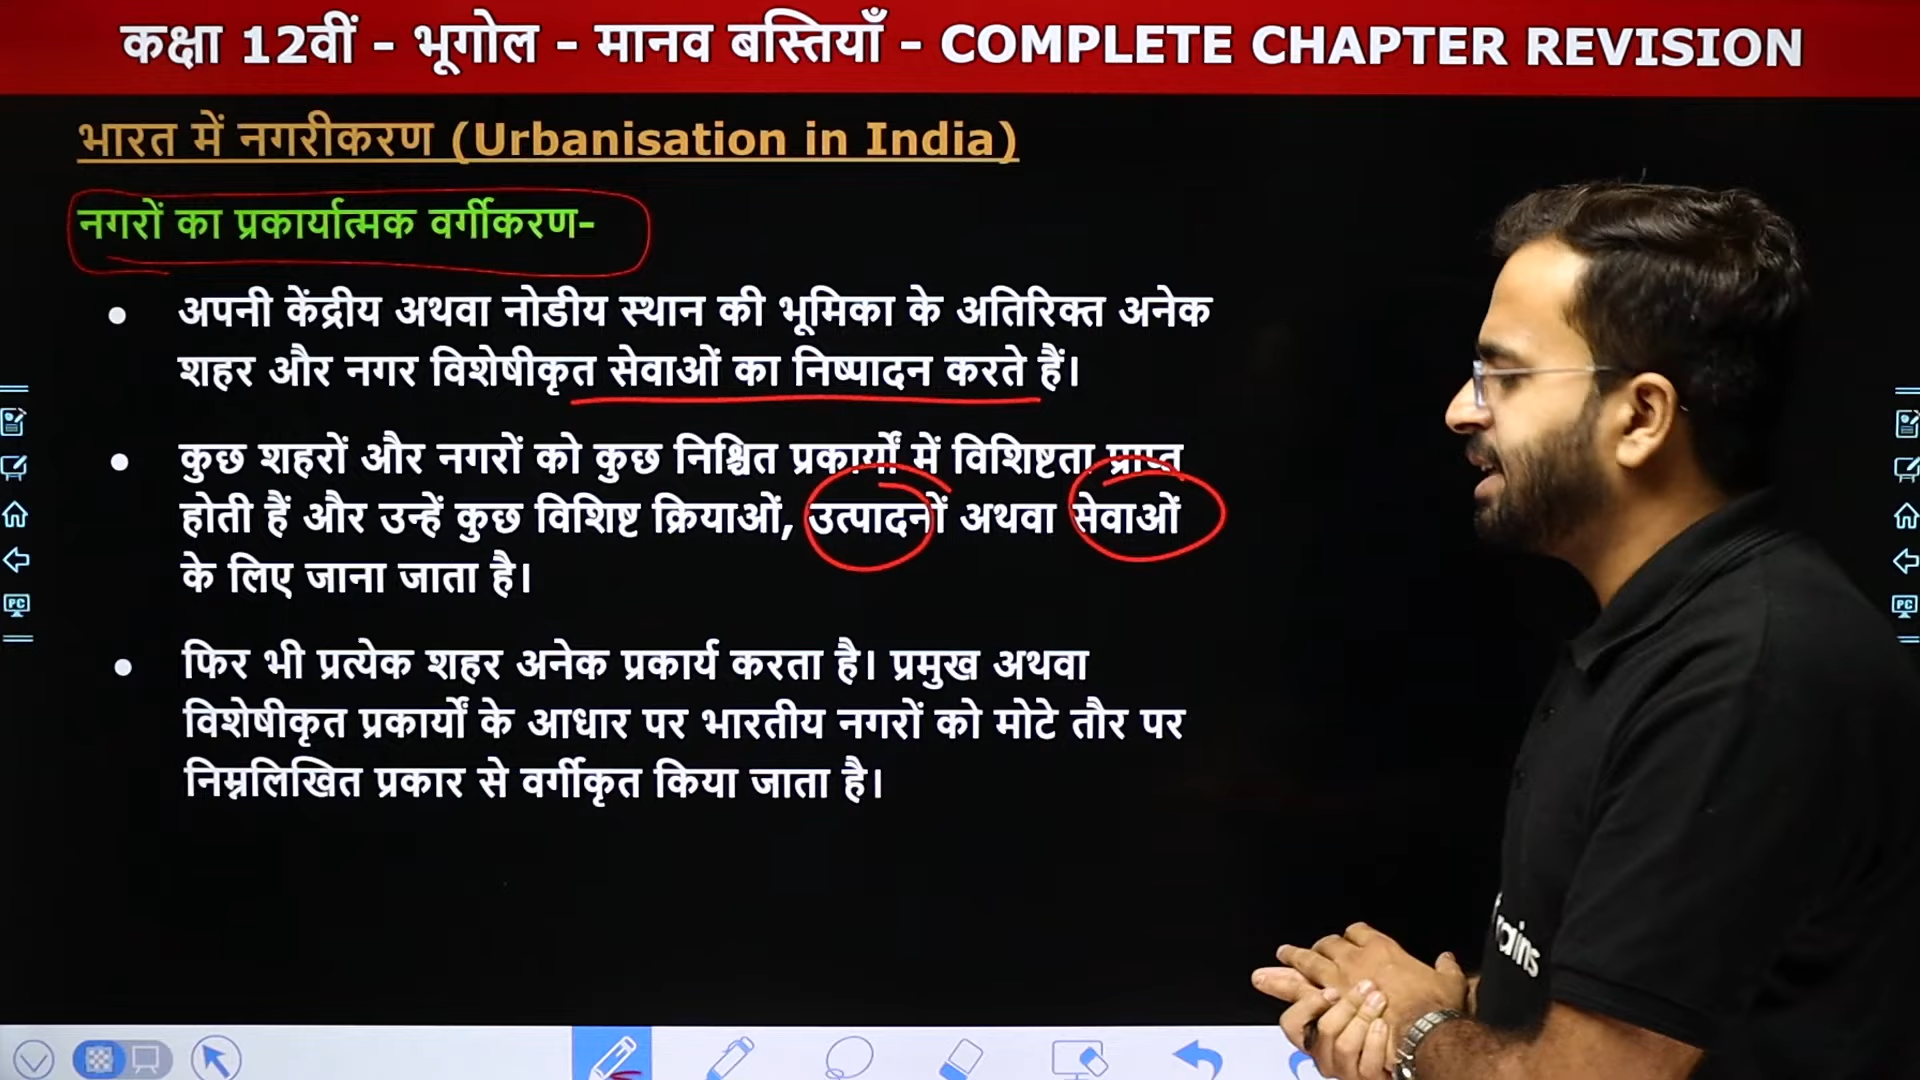 कक्षा 12वीं - भूगोल - मानव बस्तियाँ - COMPLETE CHAPTER REVISION
भारत में नगरीकरण (Urbanisation in India)
नगरों का प्रकार्यात्मक वर्गीकरण-
• अपनी केंद्रीय अथवा नोडीय स्थान की भूमिका के अतिरिक्त अनेक
शहर और नगर विशेषीकृत सेवाओं का निष्पादन करते हैं।
• कुछ शहरों और नगरों को कुछ निश्चित प्रकार्यों में विशिष्टता प्राप्त
होती हैं और उन्हें कुछ विशिष्ट क्रियाओं, उत्पादनों अथवा सेवाओं
के लिए जाना जाता है।
• फिर भी प्रत्येक शहर अनेक प्रकार्य करता है। प्रमुख अथवा
विशेषीकृत प्रकार्यों के आधार पर भारतीय नगरों को मोटे तौर पर
निम्नलिखित प्रकार से वर्गीकृत किया जाता है।
PC
PC